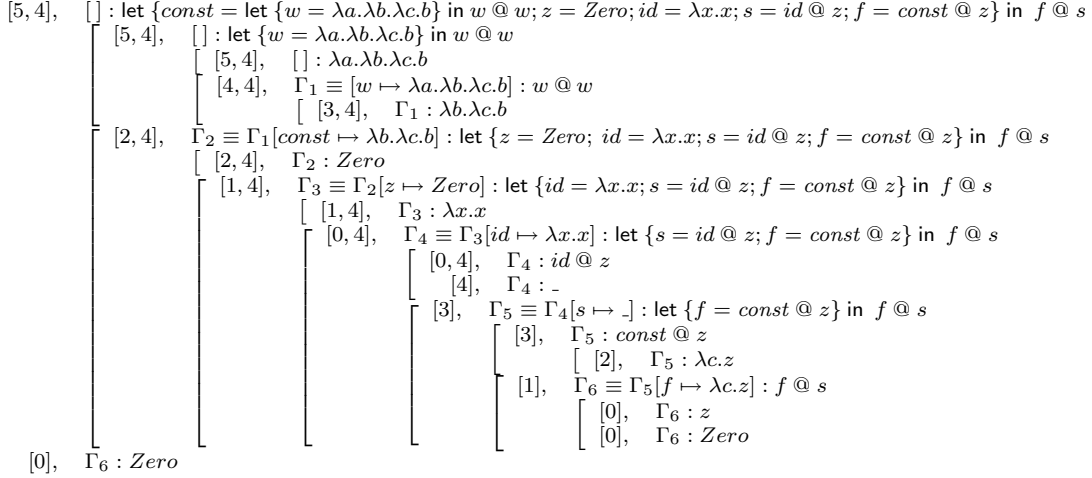 [5, 4], [ ] : let {const = let {w = λa.λb.λc.b} in w @ w; z = Zero; id = λx.x; s = id @ z; f = const @ z} in f @ s
[5, 4], [ ] : let {w = λa.λb.λc.b} in w @ w
[5, 4], [ ] : λa.λb.λc.b
[4, 4], Γ₁ ≡ [w ↦ λa.λb.λc.b] : w @ w
[3, 4], Γ₁ : λb.λc.b
[2, 4], Γ₂ ≡ Γ₁[const ↦ λb.λc.b] : let {z = Zero; id = λx.x; s = id @ z; f = const @ z} in f @ s
[2, 4], Γ₂ : Zero
[1, 4], Γ₃ ≡ Γ₂[z ↦ Zero] : let {id = λx.x; s = id @ z; f = const @ z} in f @ s
[1, 4], Γ₃ : λx.x
[0, 4], Γ₄ ≡ Γ₃[id ↦ λx.x] : let {s = id @ z; f = const @ z} in f @ s
[0, 4], Γ₄ : id @ z
[4], Γ₄ : _
[3], Γ₅ ≡ Γ₄[s ↦ _] : let {f = const @ z} in f @ s
[3], Γ₅ : const @ z
[2], Γ₅ : λc.z
[1], Γ₆ ≡ Γ₅[f ↦ λc.z] : f @ s
[0], Γ₆ : z
[0], Γ₆ : Zero
[0], Γ₆ : Zero